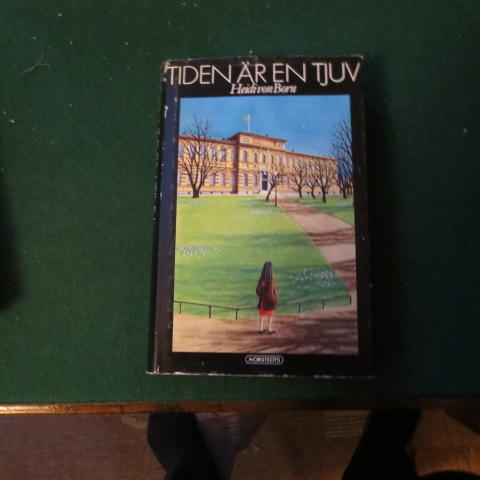 TIDEN ÄR EN TJUV
Heidi von Born
NORSTEDTS